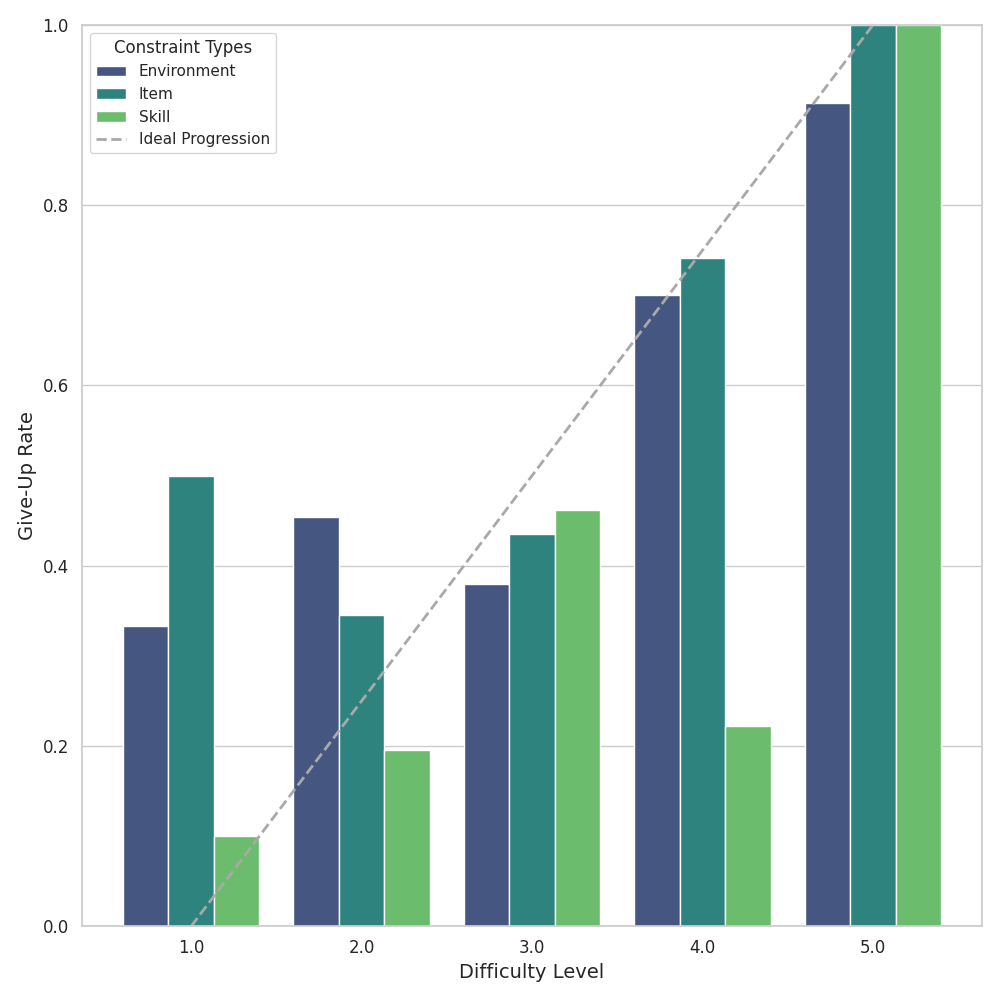 Constraint Types
Environment
Item
Skill
Ideal Progression
1.0
0.8
0.6
0.4
0.2
0.0
Give-Up Rate
1.0 2.0 3.0 4.0 5.0
Difficulty Level